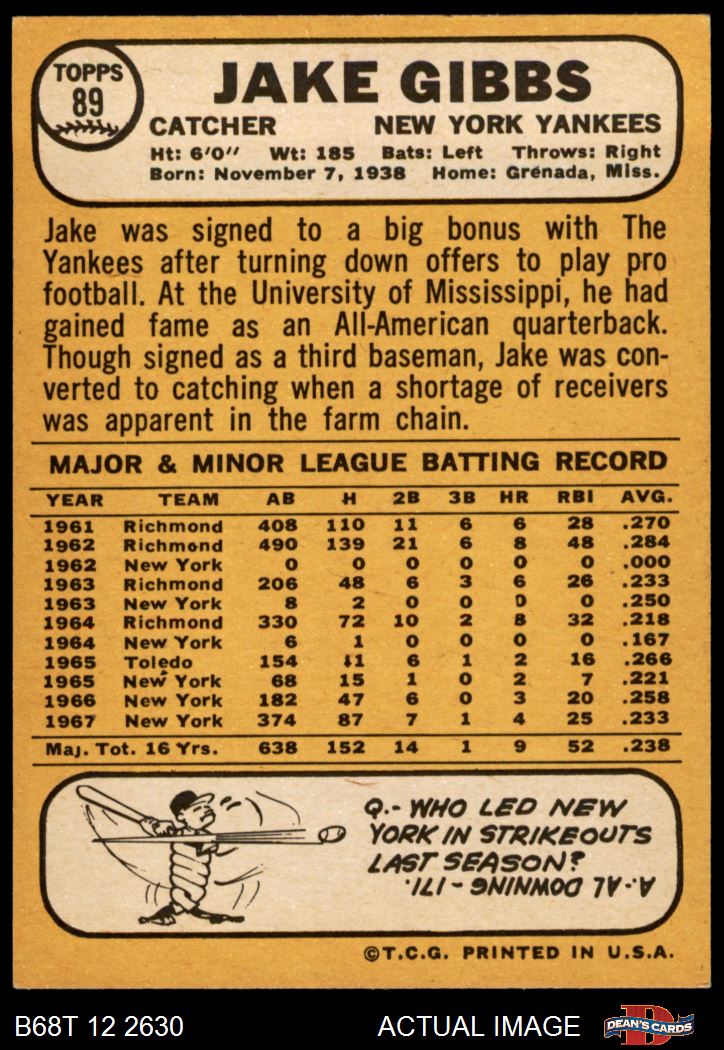 TOPPS
89
JAKE GIBBS
CATCHER NEW YORK YANKEES
Ht: 6'0" Wt: 185 Bats: Left Throws: Right
Born: November 7, 1938 Home: Grenada, Miss.
Jake was signed to a big bonus with The
Yankees after turning down offers to play pro
football. At the University of Mississippi, he had
gained fame as an All-American quarterback.
Though signed as a third baseman, Jake was con-
verted to catching when a shortage of receivers
was apparent in the farm chain.
MAJOR & MINOR LEAGUE BATTING RECORD
YEAR TEAM AB H 2B 3B HR RBI AVG.
1961 Richmond 408 110 11 6 6 28 .270
1962 Richmond 490 139 21 6 8 48 .284
1962 New York 0 0 0 0 0 0 .000
1963 Richmond 206 48 6 3 6 26 .233
1963 New York 8 2 0 0 0 0 .250
1964 Richmond 330 72 10 2 8 32 .218
1964 New York 6 1 0 0 0 0 .167
1965 Toledo 154 41 6 1 2 16 .266
1965 New York 68 15 1 0 2 7 .221
1966 New York 182 47 6 0 3 20 .258
1967 New York 374 87 7 1 4 25 .233
Maj. Tot. 16 Yrs. 638 152 14 1 9 52 .238
Q.- WHO LED NEW
YORK IN STRIKEOUTS
LAST SEASON?
A.- AL DOWNING - 171.
©T.C.G. PRINTED IN U.S.A.
B68T 12 2630 ACTUAL IMAGE D DEAN'S CARDS